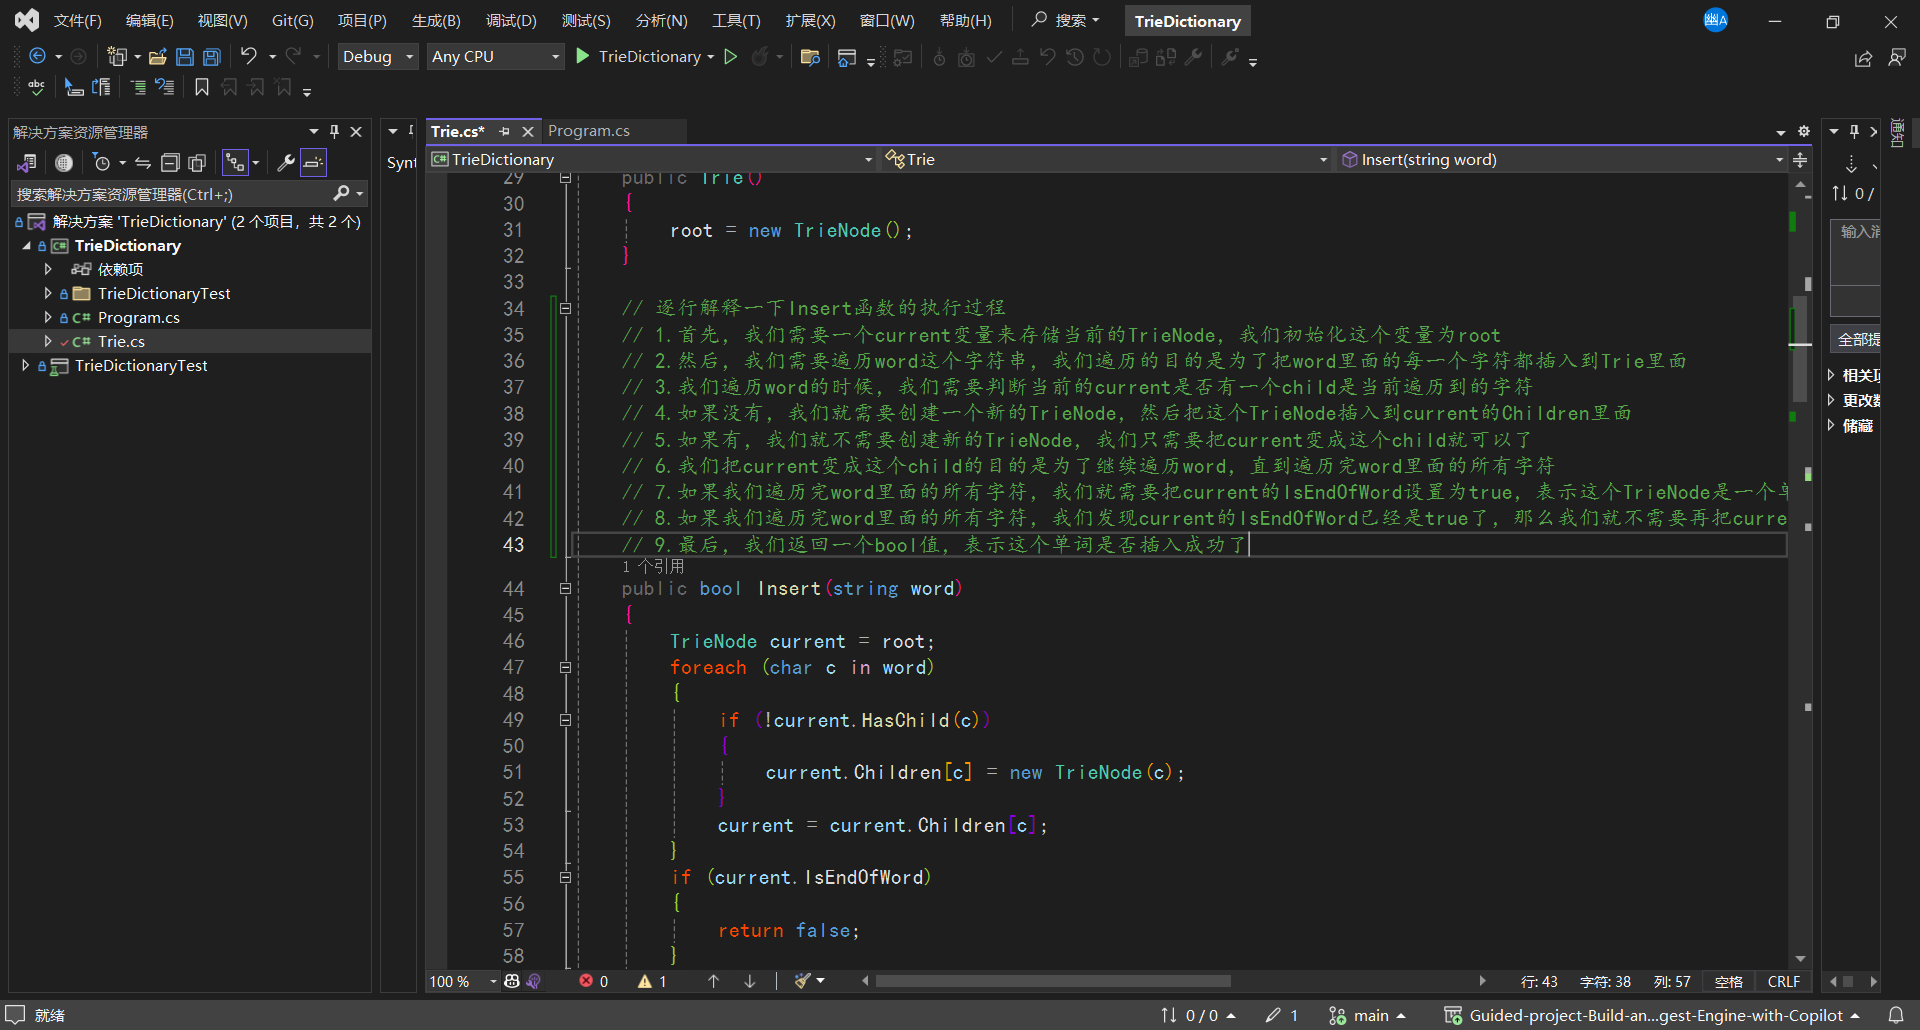 文件(F) 编辑(E) 视图(V) Git(G) 项目(P) 生成(B) 调试(D) 测试(S) 分析(N) 工具(T) 扩展(X) 窗口(W) 帮助(H) 搜索 TrieDictionary 幽A
Debug Any CPU TrieDictionary
abc
解决方案资源管理器
搜索解决方案资源管理器(Ctrl+;)
解决方案 'TrieDictionary' (2 个项目，共 2 个)
TrieDictionary
依赖项
TrieDictionaryTest
Program.cs
Trie.cs
TrieDictionaryTest
Synt
Trie.cs* Program.cs
TrieDictionary Trie Insert(string word)
29 public Trie()
30 {
31 root = new TrieNode();
32 }
33
34 // 逐行解释一下Insert函数的执行过程
35 // 1.首先，我们需要一个current变量来存储当前的TrieNode，我们初始化这个变量为root
36 // 2.然后，我们需要遍历word这个字符串，我们遍历的目的是为了把word里面的每一个字符都插入到Trie里面
37 // 3.我们遍历word的时候，我们需要判断当前的current是否有一个child是当前遍历到的字符
38 // 4.如果没有，我们就需要创建一个新的TrieNode，然后把这个TrieNode插入到current的Children里面
39 // 5.如果有，我们就不需要创建新的TrieNode，我们只需要把current变成这个child就可以了
40 // 6.我们把current变成这个child的目的是为了继续遍历word，直到遍历完word里面的所有字符
41 // 7.如果我们遍历完word里面的所有字符，我们就需要把current的IsEndOfWord设置为true，表示这个TrieNode是一个
42 // 8.如果我们遍历完word里面的所有字符，我们发现current的IsEndOfWord已经是true了，那么我们就不需要再把curre
43 // 9.最后，我们返回一个bool值，表示这个单词是否插入成功了
1 个引用
44 public bool Insert(string word)
45 {
46 TrieNode current = root;
47 foreach (char c in word)
48 {
49 if (!current.HasChild(c))
50 {
51 current.Children[c] = new TrieNode(c);
52 }
53 current = current.Children[c];
54 }
55 if (current.IsEndOfWord)
56 {
57 return false;
58 }
通知
0 /
输入消
全部提
相关项
更改数
储藏
100 % 0 1 行: 43 字符: 38 列: 57 空格 CRLF
就绪 0 / 0 1 main Guided-project-Build-an...gest-Engine-with-Copilot